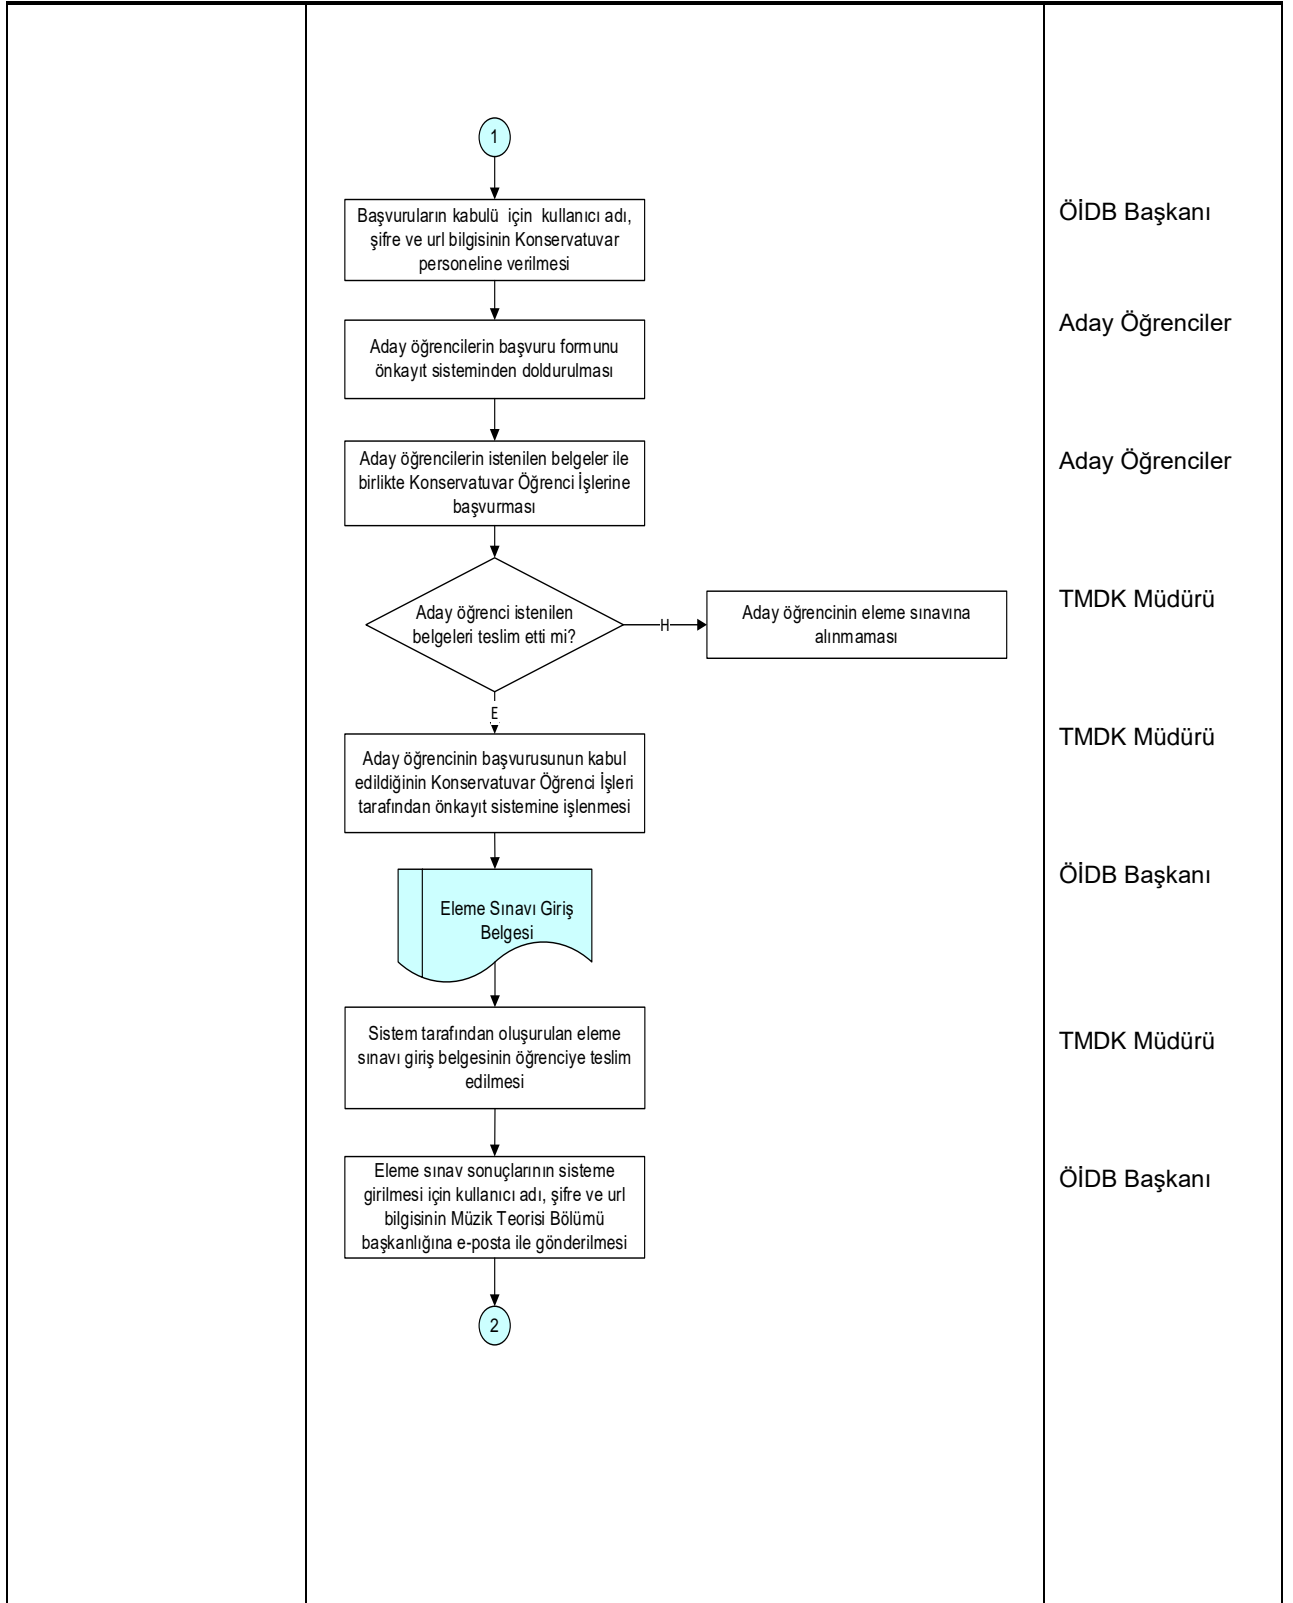 1
Başvuruların kabulü için kullanıcı adı,
şifre ve url bilgisinin Konservatuvar
personeline verilmesi
ÖİDB Başkanı
Aday öğrencilerin başvuru formunu
önkayıt sisteminden doldurulması
Aday Öğrenciler
Aday öğrencilerin istenilen belgeler ile
birlikte Konservatuvar Öğrenci İşlerine
başvurması
Aday Öğrenciler
Aday öğrenci istenilen
belgeleri teslim etti mi?
H
Aday öğrencinin eleme sınavına
alınmaması
TMDK Müdürü
E
Aday öğrencinin başvurusunun kabul
edildiğinin Konservatuvar Öğrenci İşleri
tarafından önkayıt sistemine işlenmesi
TMDK Müdürü
Eleme Sınavı Giriş
Belgesi
ÖİDB Başkanı
Sistem tarafından oluşurulan eleme
sınavı giriş belgesinin öğrenciye teslim
edilmesi
TMDK Müdürü
Eleme sınav sonuçlarının sisteme
girilmesi için kullanıcı adı, şifre ve url
bilgisinin Müzik Teorisi Bölümü
başkanlığına e-posta ile gönderilmesi
ÖİDB Başkanı
2